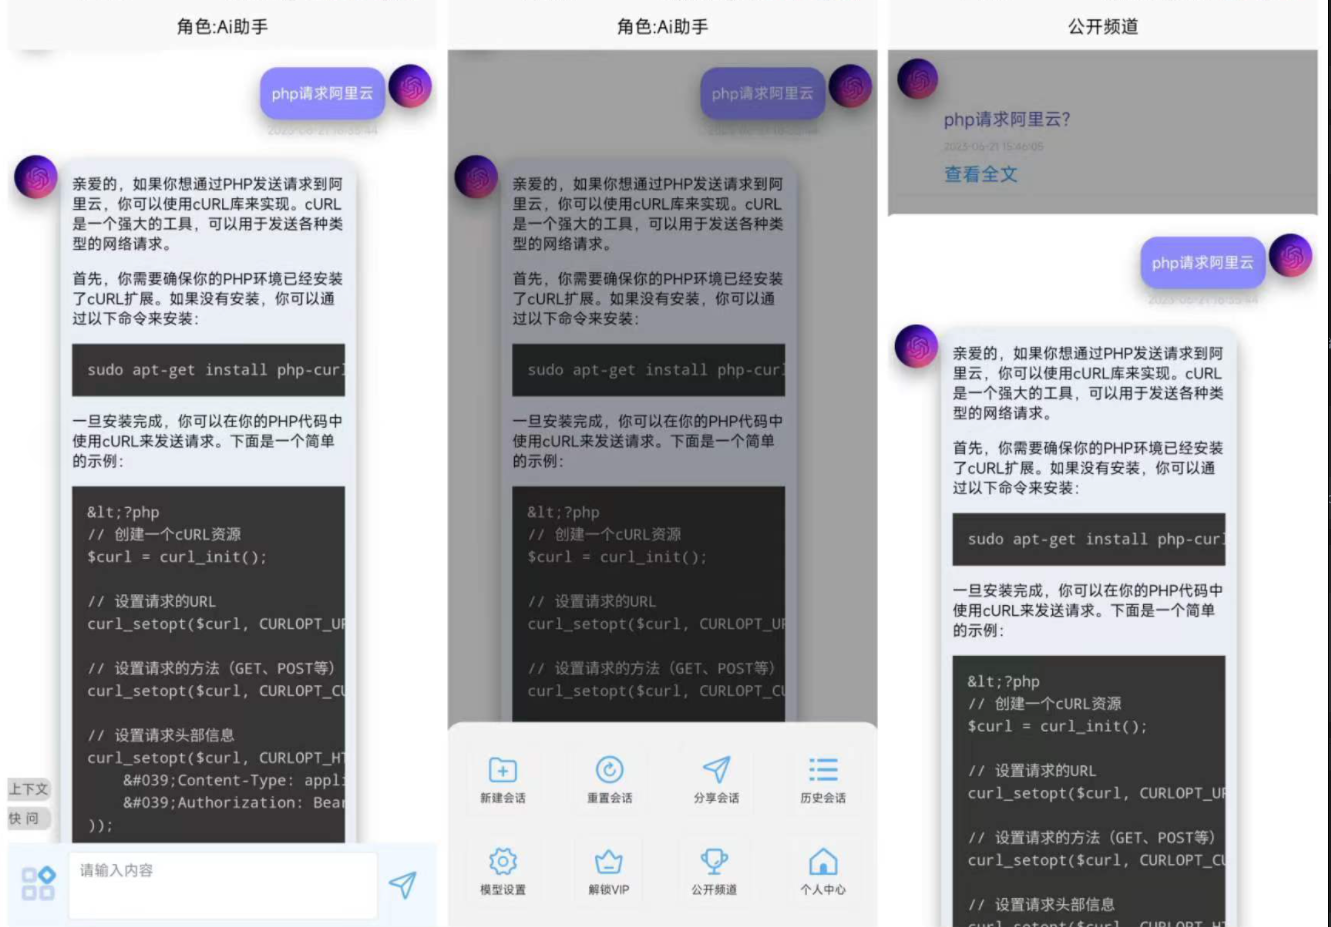 角色:Ai助手
php请求阿里云
2023-06-21 16:35:44
亲爱的，如果你想通过PHP发送请求到阿
里云，你可以使用cURL库来实现。cURL
是一个强大的工具，可以用于发送各种类
型的网络请求。
首先，你需要确保你的PHP环境已经安装
了cURL扩展。如果没有安装，你可以通
过以下命令来安装：
sudo apt-get install php-curl
一旦安装完成，你可以在你的PHP代码中
使用cURL来发送请求。下面是一个简单
的示例：
&lt;?php
// 创建一个cURL资源
$curl = curl_init();
// 设置请求的URL
curl_setopt($curl, CURLOPT_UR
// 设置请求的方法（GET、POST等）
curl_setopt($curl, CURLOPT_CU
// 设置请求头部信息
curl_setopt($curl, CURLOPT_HT
&#039;Content-Type: appli
&#039;Authorization: Bear
));
上下文
快 问
请输入内容
角色:Ai助手
php请求阿里云
亲爱的，如果你想通过PHP发送请求到阿
里云，你可以使用cURL库来实现。cURL
是一个强大的工具，可以用于发送各种类
型的网络请求。
首先，你需要确保你的PHP环境已经安装
了cURL扩展。如果没有安装，你可以通
过以下命令来安装：
sudo apt-get install php-curl
一旦安装完成，你可以在你的PHP代码中
使用cURL来发送请求。下面是一个简单
的示例：
&lt;?php
// 创建一个cURL资源
$curl = curl_init();
// 设置请求的URL
curl_setopt($curl, CURLOPT_UR
// 设置请求的方法（GET、POST等）
curl_setopt($curl, CURLOPT_CU
新建会话 重置会话 分享会话 历史会话
模型设置 解锁VIP 公开频道 个人中心
公开频道
php请求阿里云？
2023-06-21 15:46:05
查看全文
php请求阿里云
2023-06-21 16:35:44
亲爱的，如果你想通过PHP发送请求到阿
里云，你可以使用cURL库来实现。cURL
是一个强大的工具，可以用于发送各种类
型的网络请求。
首先，你需要确保你的PHP环境已经安装
了cURL扩展。如果没有安装，你可以通
过以下命令来安装：
sudo apt-get install php-curl
一旦安装完成，你可以在你的PHP代码中
使用cURL来发送请求。下面是一个简单
的示例：
&lt;?php
// 创建一个cURL资源
$curl = curl_init();
// 设置请求的URL
curl_setopt($curl, CURLOPT_UR
// 设置请求的方法（GET、POST等）
curl_setopt($curl, CURLOPT_CU
// 设置请求头部信息
curl_setopt($curl, CURLOPT_HT